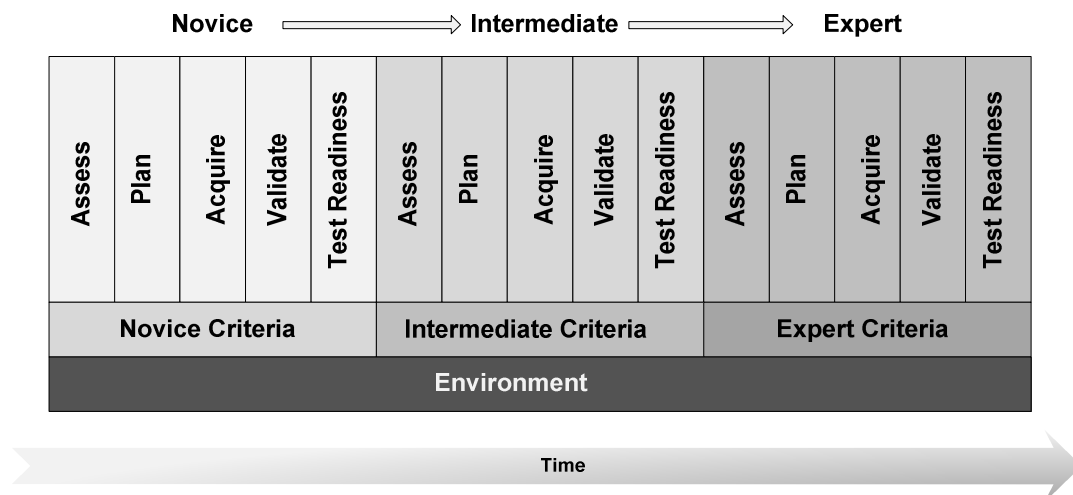 Novice Intermediate Expert
Assess
Plan
Acquire
Validate
Test Readiness
Assess
Plan
Acquire
Validate
Test Readiness
Assess
Plan
Acquire
Validate
Test Readiness
Novice Criteria
Intermediate Criteria
Expert Criteria
Environment
Time